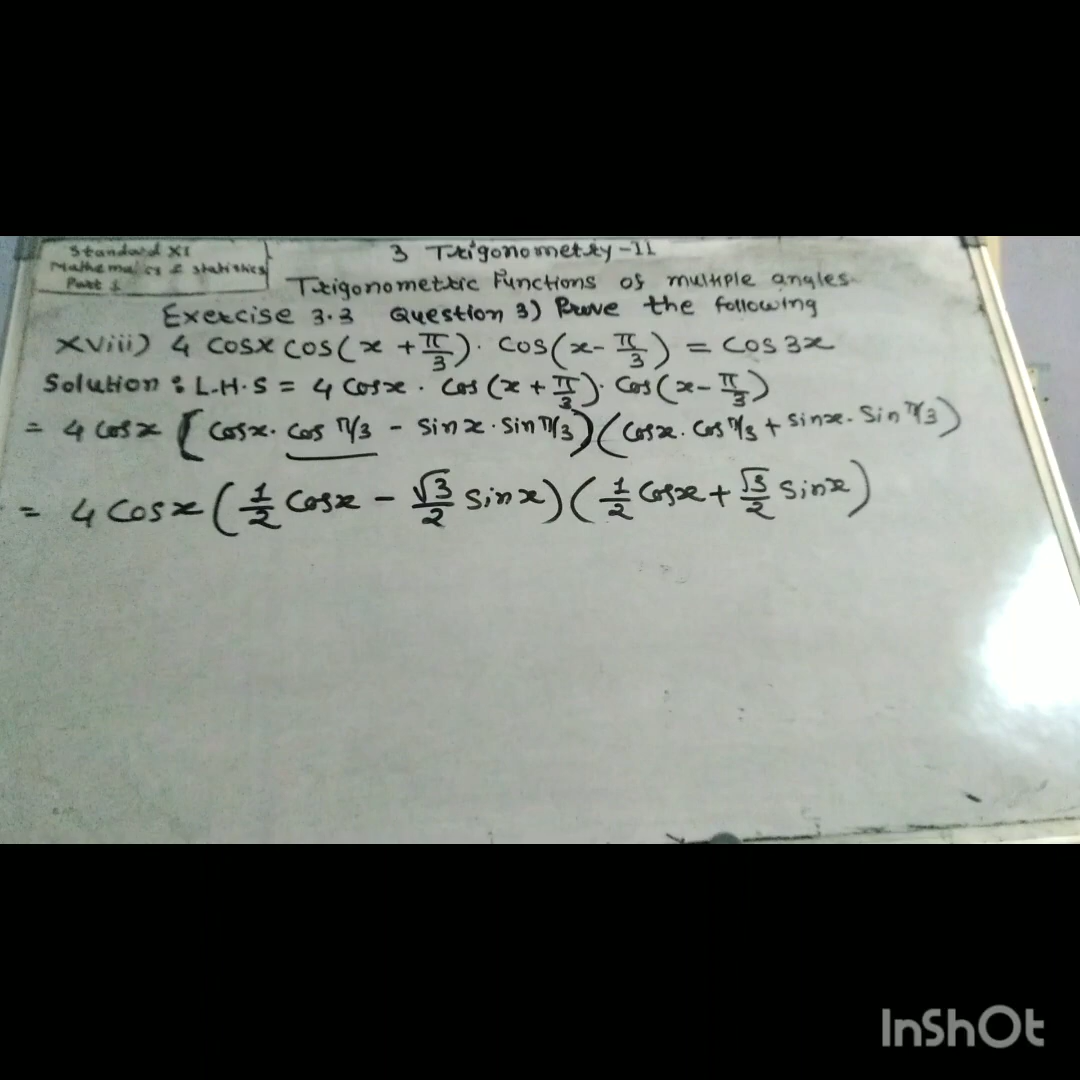 Standard XI
Mathematics & statistics
Part 1
3 Trigonometry-II
Trigonometric Functions of multiple angles.
Exercise 3.3 Question 3) Prove the following
xviii) 4 cosx cos(x + π/3) . cos(x - π/3) = cos3x
Solution : L.H.S = 4 cosx . cos(x + π/3) . cos(x - π/3)
= 4 cosx [cosx. cos π/3 - sinx . sin π/3)(cosx. cos π/3 + sinx. sin π/3)
= 4 cosx (1/2 cosx - √3/2 sinx)(1/2 cosx + √3/2 sinx)
InShOt